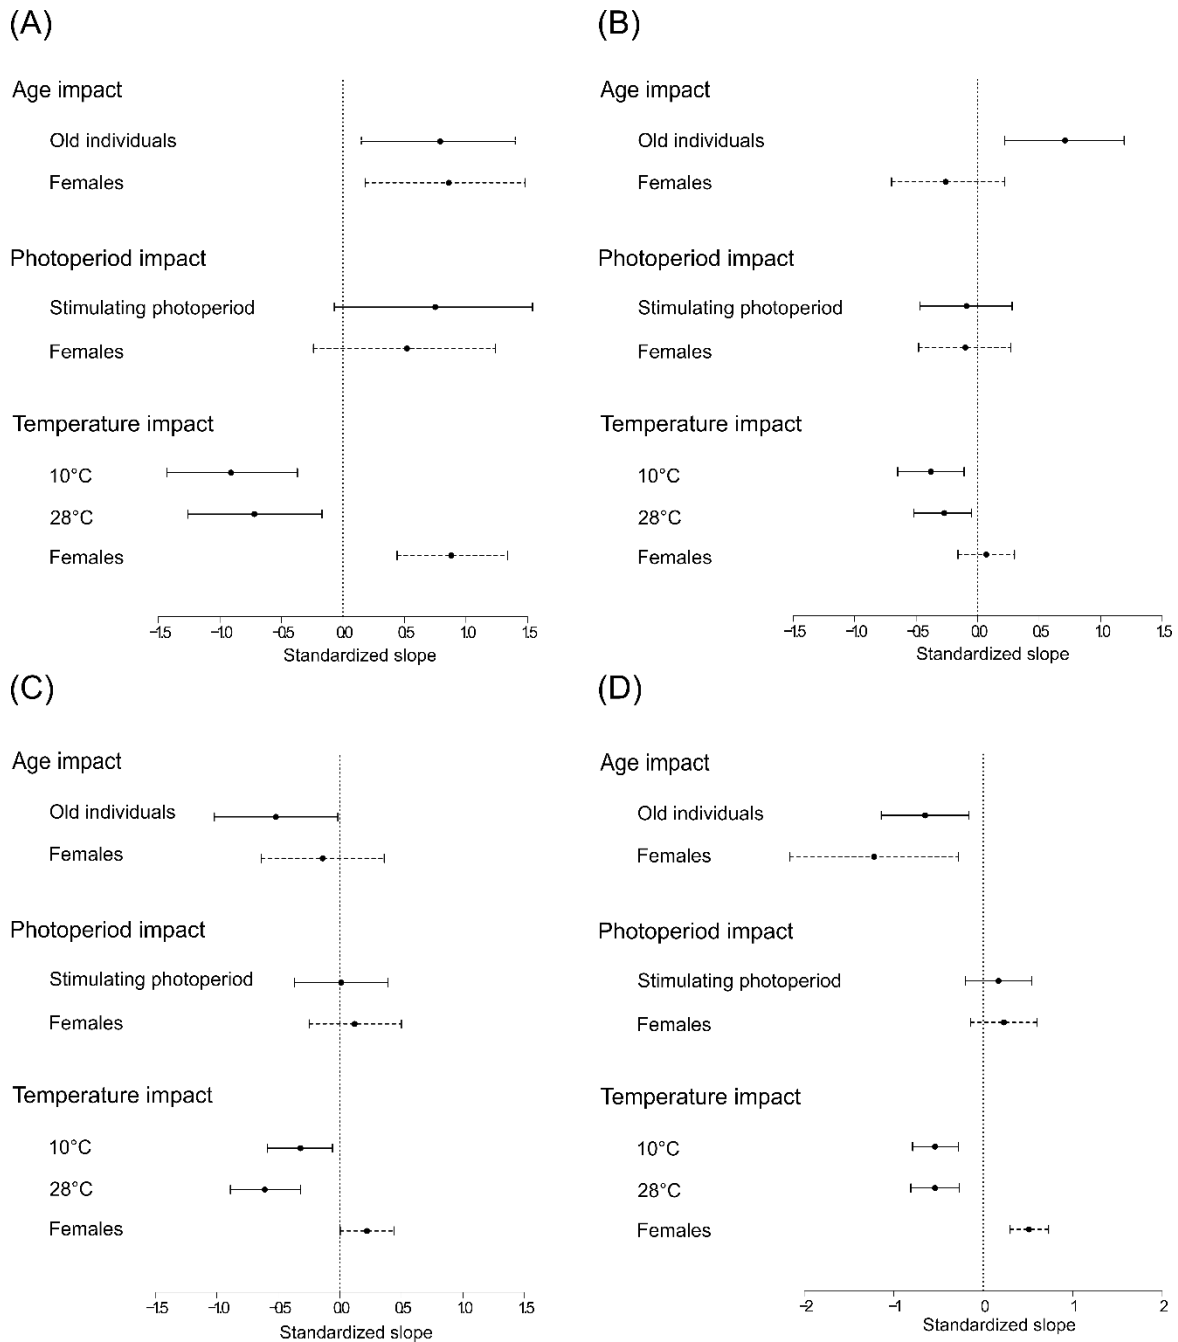 (A)
Age impact
Old individuals
Females
Photoperiod impact
Stimulating photoperiod
Females
Temperature impact
10°C
28°C
Females
−1.5 −1.0 −0.5 0.0 0.5 1.0 1.5
Standardized slope
(B)
Age impact
Old individuals
Females
Photoperiod impact
Stimulating photoperiod
Females
Temperature impact
10°C
28°C
Females
−1.5 −1.0 −0.5 0.0 0.5 1.0 1.5
Standardized slope
(C)
Age impact
Old individuals
Females
Photoperiod impact
Stimulating photoperiod
Females
Temperature impact
10°C
28°C
Females
−1.5 −1.0 −0.5 0.0 0.5 1.0 1.5
Standardized slope
(D)
Age impact
Old individuals
Females
Photoperiod impact
Stimulating photoperiod
Females
Temperature impact
10°C
28°C
Females
−2 −1 0 1 2
Standardized slope